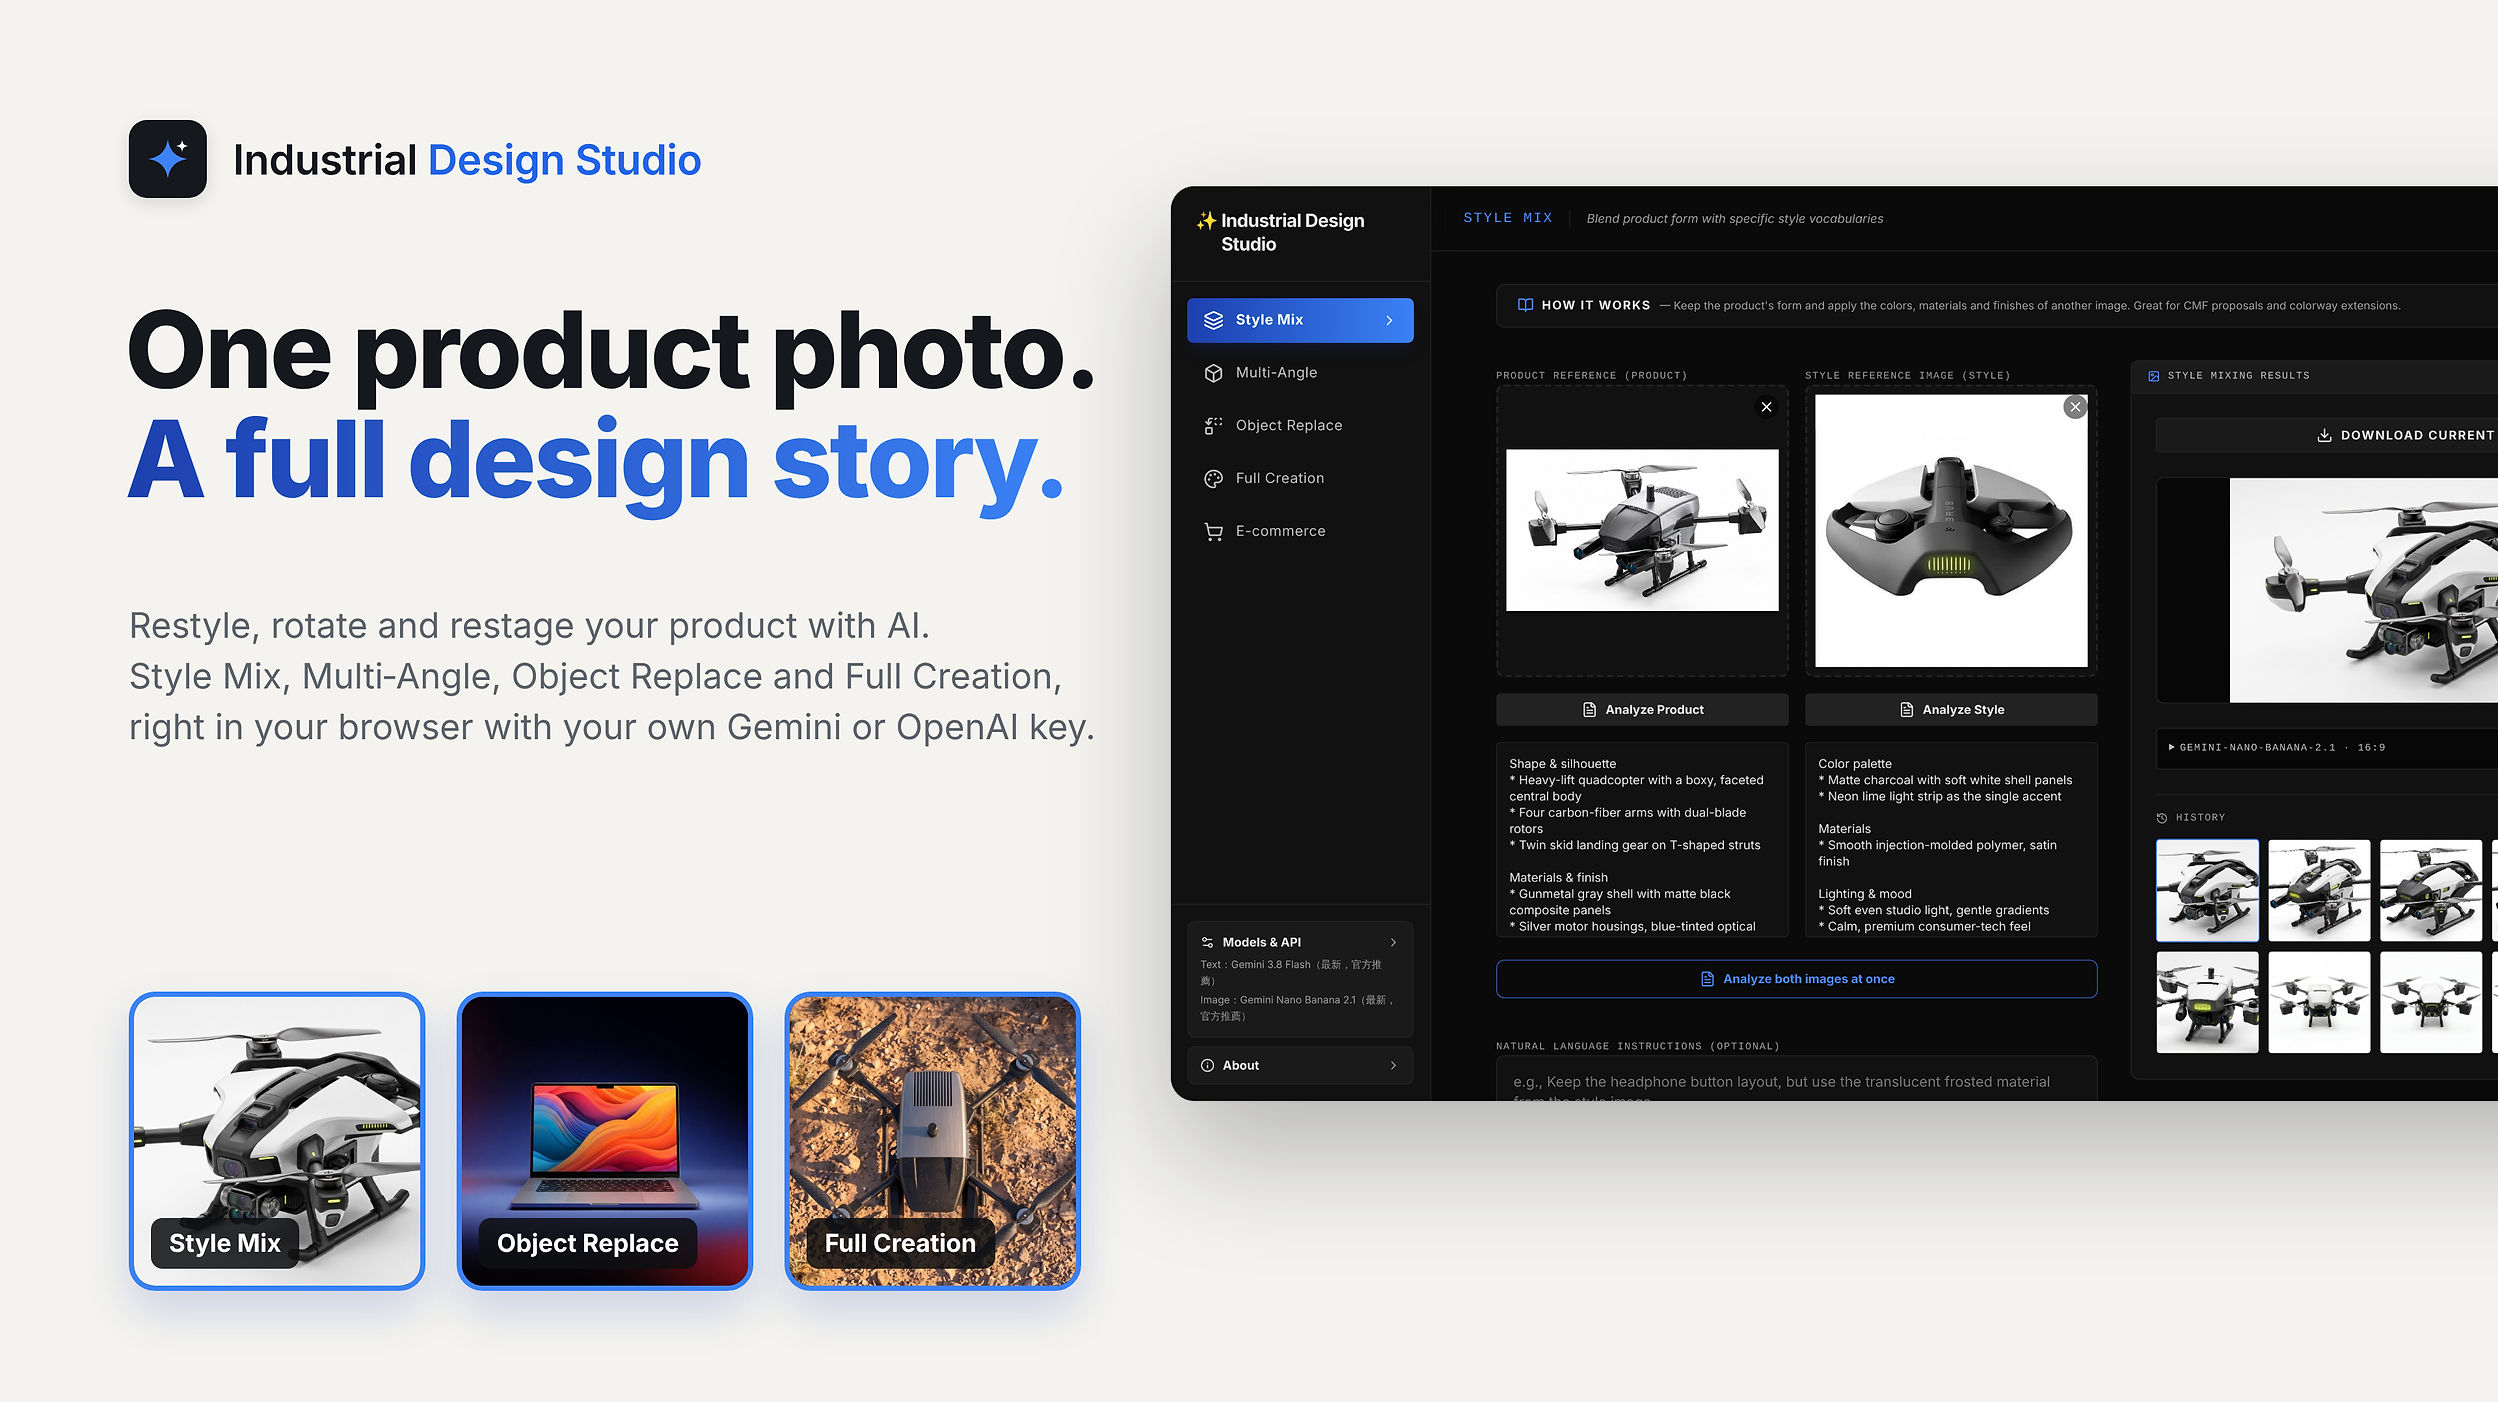 Industrial Design Studio
One product photo.
A full design story.
Restyle, rotate and restage your product with AI.
Style Mix, Multi-Angle, Object Replace and Full Creation,
right in your browser with your own Gemini or OpenAI key.
Style Mix
Object Replace
Full Creation
✨ Industrial Design
Studio
Style Mix
Multi-Angle
Object Replace
Full Creation
E-commerce
Models & API
Text：Gemini 3.8 Flash（最新，官方推
薦）
Image：Gemini Nano Banana 2.1（最新，
官方推薦）
About
STYLE MIX
Blend product form with specific style vocabularies
HOW IT WORKS — Keep the product's form and apply the colors, materials and finishes of another image. Great for CMF proposals and colorway extensions.
PRODUCT REFERENCE (PRODUCT)
Analyze Product
Shape & silhouette
* Heavy-lift quadcopter with a boxy, faceted
central body
* Four carbon-fiber arms with dual-blade
rotors
* Twin skid landing gear on T-shaped struts
Materials & finish
* Gunmetal gray shell with matte black
composite panels
* Silver motor housings, blue-tinted optical
STYLE REFERENCE IMAGE (STYLE)
Analyze Style
Color palette
* Matte charcoal with soft white shell panels
* Neon lime light strip as the single accent
Materials
* Smooth injection-molded polymer, satin
finish
Lighting & mood
* Soft even studio light, gentle gradients
* Calm, premium consumer-tech feel
Analyze both images at once
NATURAL LANGUAGE INSTRUCTIONS (OPTIONAL)
e.g., Keep the headphone button layout, but use the translucent frosted material
from the style image
STYLE MIXING RESULTS
DOWNLOAD CURRENT
GEMINI-NANO-BANANA-2.1 · 16:9
HISTORY